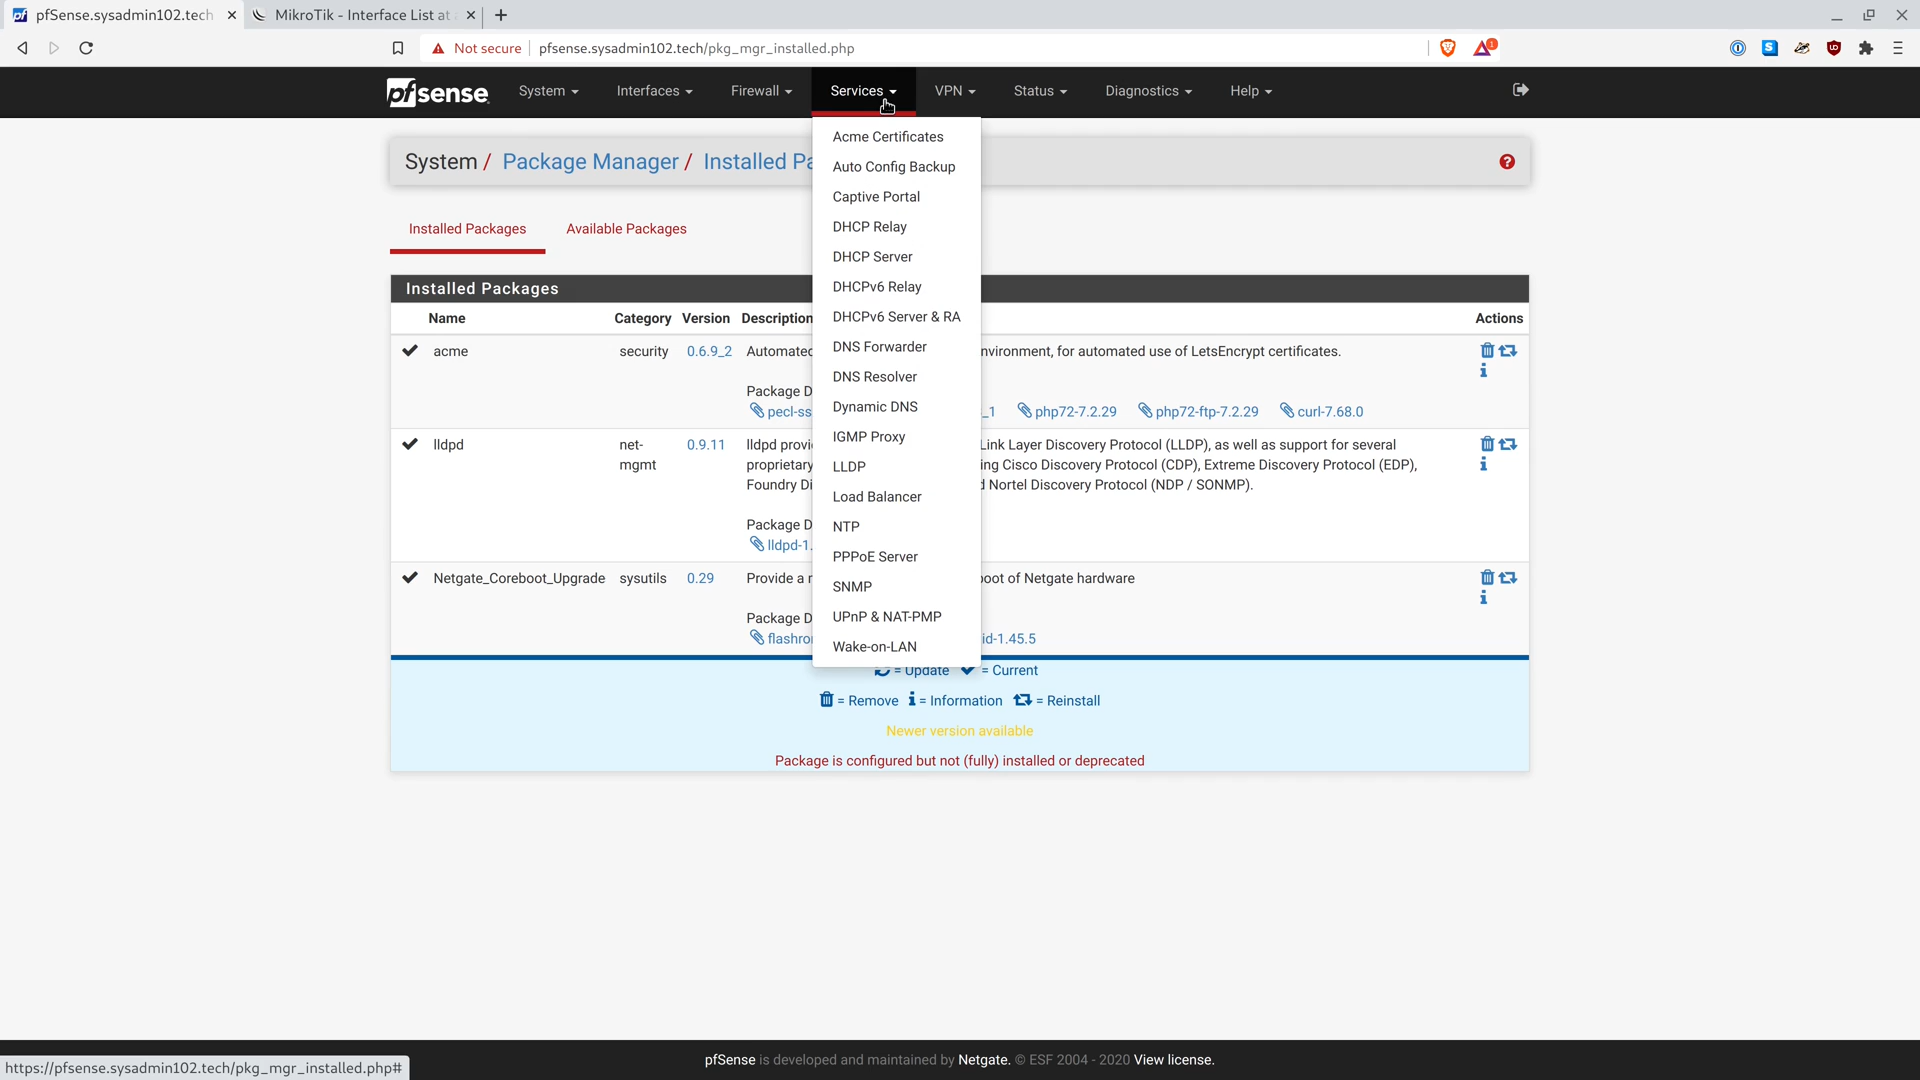 pfSense.sysadmin102.tech
MikroTik - Interface List at
Not secure
pfsense.sysadmin102.tech/pkg_mgr_installed.php
1
pfsense
System
Interfaces
Firewall
Services
VPN
Status
Diagnostics
Help
Acme Certificates
Auto Config Backup
Captive Portal
DHCP Relay
DHCP Server
DHCPv6 Relay
DHCPv6 Server & RA
DNS Forwarder
DNS Resolver
Dynamic DNS
IGMP Proxy
LLDP
Load Balancer
NTP
PPPoE Server
SNMP
UPnP & NAT-PMP
Wake-on-LAN
System / Package Manager / Installed Pa
Installed Packages
Available Packages
Installed Packages
Name Category Version Description Actions
acme security 0.6.9_2 Automated nvironment, for automated use of LetsEncrypt certificates.
Package D
pecl-ss _1 php72-7.2.29 php72-ftp-7.2.29 curl-7.68.0
lldpd net-mgmt 0.9.11 lldpd provi Link Layer Discovery Protocol (LLDP), as well as support for several
proprietary ing Cisco Discovery Protocol (CDP), Extreme Discovery Protocol (EDP),
Foundry Di d Nortel Discovery Protocol (NDP / SONMP).
Package D
lldpd-1.
Netgate_Coreboot_Upgrade sysutils 0.29 Provide a m oot of Netgate hardware
Package D
flashro id-1.45.5
= Update = Current
= Remove = Information = Reinstall
Newer version available
Package is configured but not (fully) installed or deprecated
pfSense is developed and maintained by Netgate. © ESF 2004 - 2020 View license.
https://pfsense.sysadmin102.tech/pkg_mgr_installed.php#